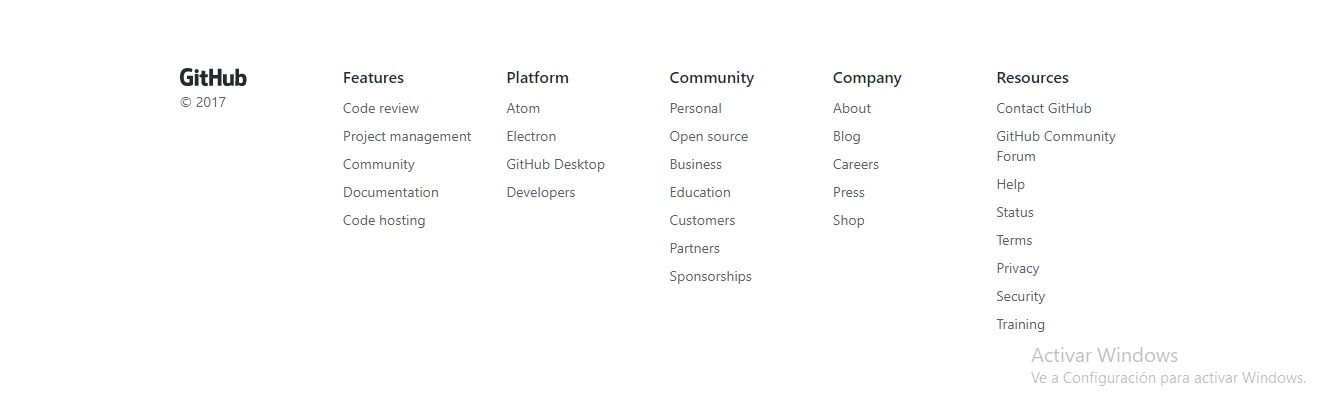 GitHub
© 2017
Features
Code review
Project management
Community
Documentation
Code hosting
Platform
Atom
Electron
GitHub Desktop
Developers
Community
Personal
Open source
Business
Education
Customers
Partners
Sponsorships
Company
About
Blog
Careers
Press
Shop
Resources
Contact GitHub
GitHub Community
Forum
Help
Status
Terms
Privacy
Security
Training
Activar Windows
Ve a Configuración para activar Windows.